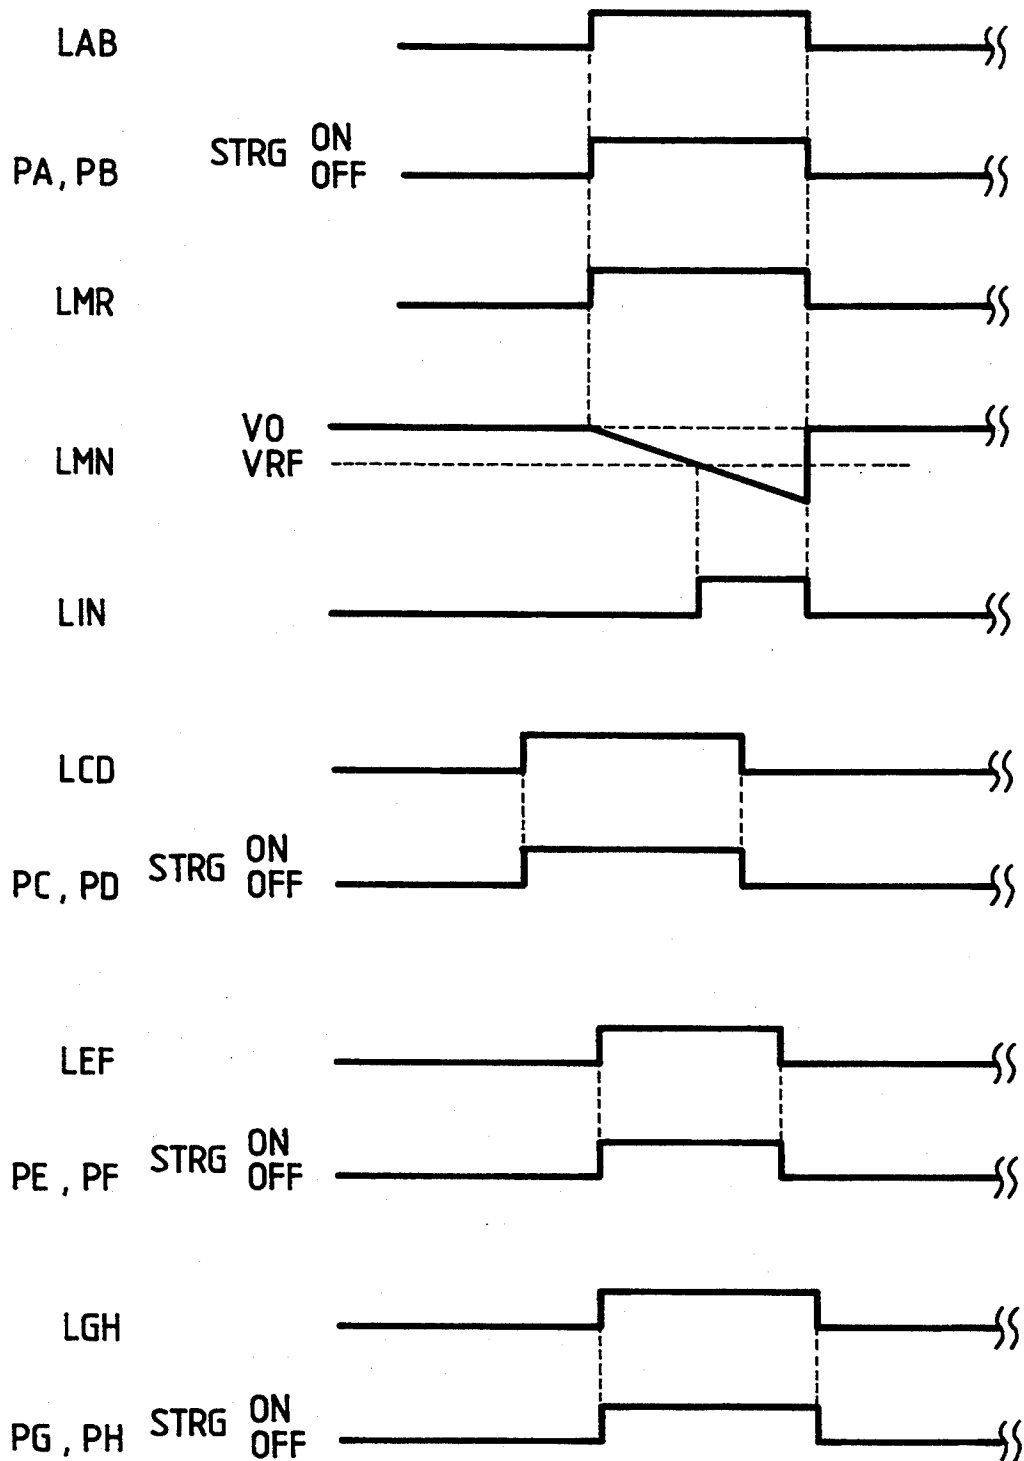 LAB
STRG ON
OFF
PA, PB
LMR
VO
LMN VRF
LIN
LCD
PC, PD STRG ON
OFF
LEF
PE, PF STRG ON
OFF
LGH
PG, PH STRG ON
OFF